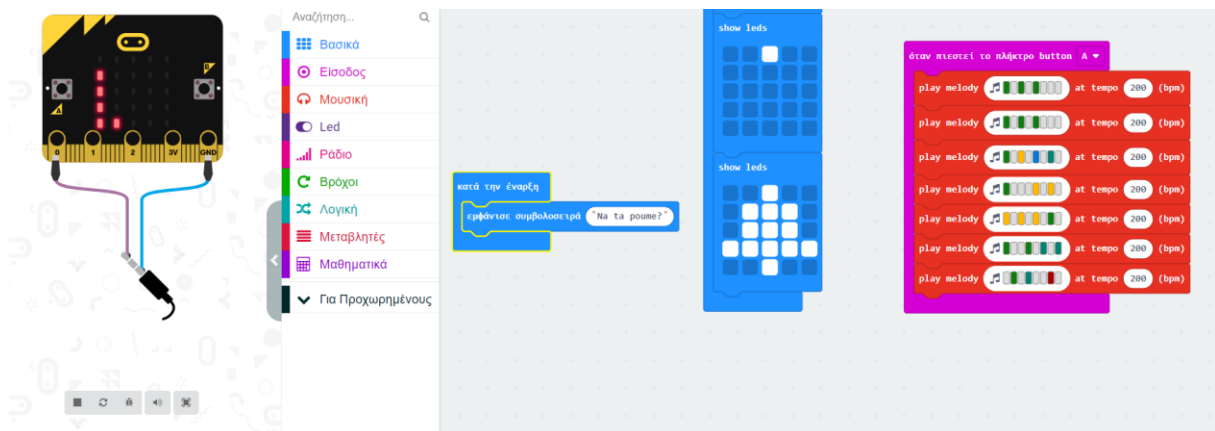 Αναζήτηση...
Βασικά
Είσοδος
Μουσική
Led
Ράδιο
Βρόχοι
Λογική
Μεταβλητές
Μαθηματικά
Για Προχωρημένους
B
A
0 1 2 3V GND
κατά την έναρξη
εμφάνισε συμβολοσειρά "Na ta poume?"
show leds
show leds
όταν πιεστεί το πλήκτρο button A
play melody at tempo 200 (bpm)
play melody at tempo 200 (bpm)
play melody at tempo 200 (bpm)
play melody at tempo 200 (bpm)
play melody at tempo 200 (bpm)
play melody at tempo 200 (bpm)
play melody at tempo 200 (bpm)